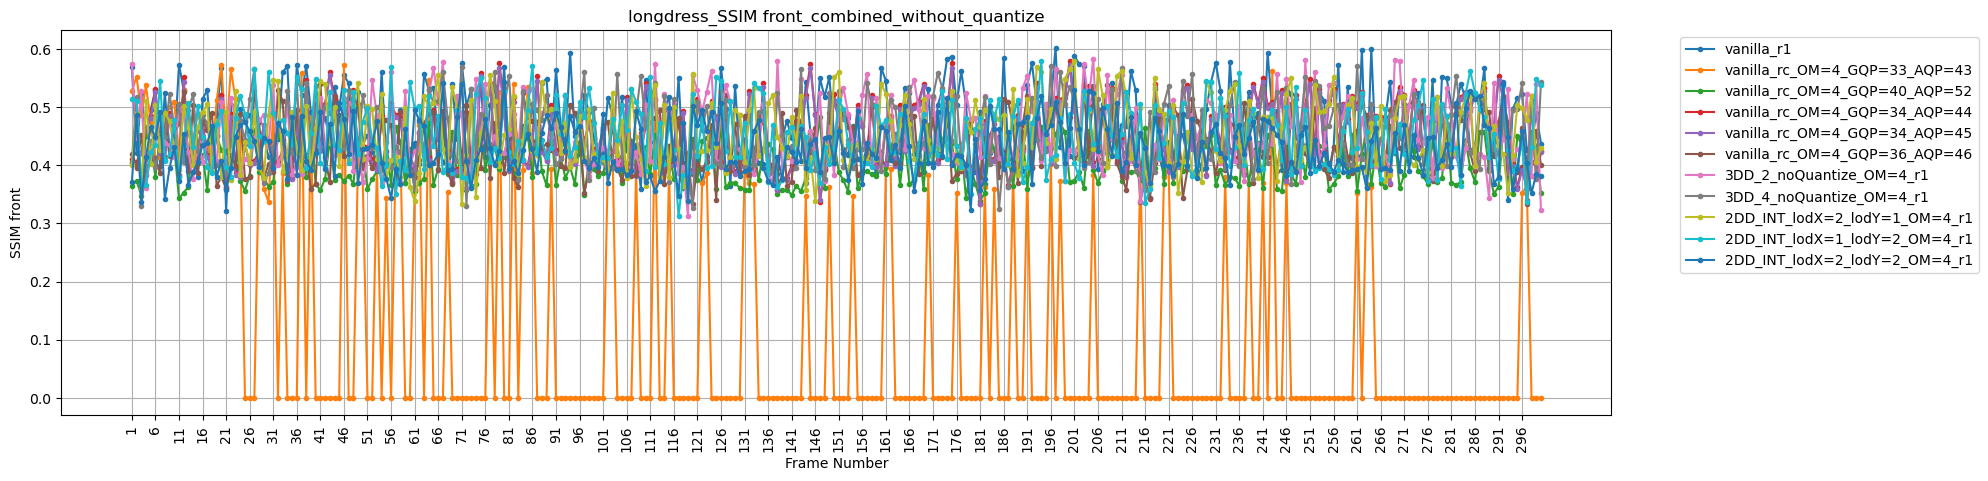 longdress_SSIM front_combined_without_quantize
SSIM front
0.6
0.5
0.4
0.3
0.2
0.1
0.0
1 6 11 16 21 26 31 36 41 46 51 56 61 66 71 76 81 86 91 96 101 106 111 116 121 126 131 136 141 146 151 156 161 166 171 176 181 186 191 196 201 206 211 216 221 226 231 236 241 246 251 256 261 266 271 276 281 286 291 296
Frame Number
vanilla_r1
vanilla_rc_OM=4_GQP=33_AQP=43
vanilla_rc_OM=4_GQP=40_AQP=52
vanilla_rc_OM=4_GQP=34_AQP=44
vanilla_rc_OM=4_GQP=34_AQP=45
vanilla_rc_OM=4_GQP=36_AQP=46
3DD_2_noQuantize_OM=4_r1
3DD_4_noQuantize_OM=4_r1
2DD_INT_lodX=2_lodY=1_OM=4_r1
2DD_INT_lodX=1_lodY=2_OM=4_r1
2DD_INT_lodX=2_lodY=2_OM=4_r1